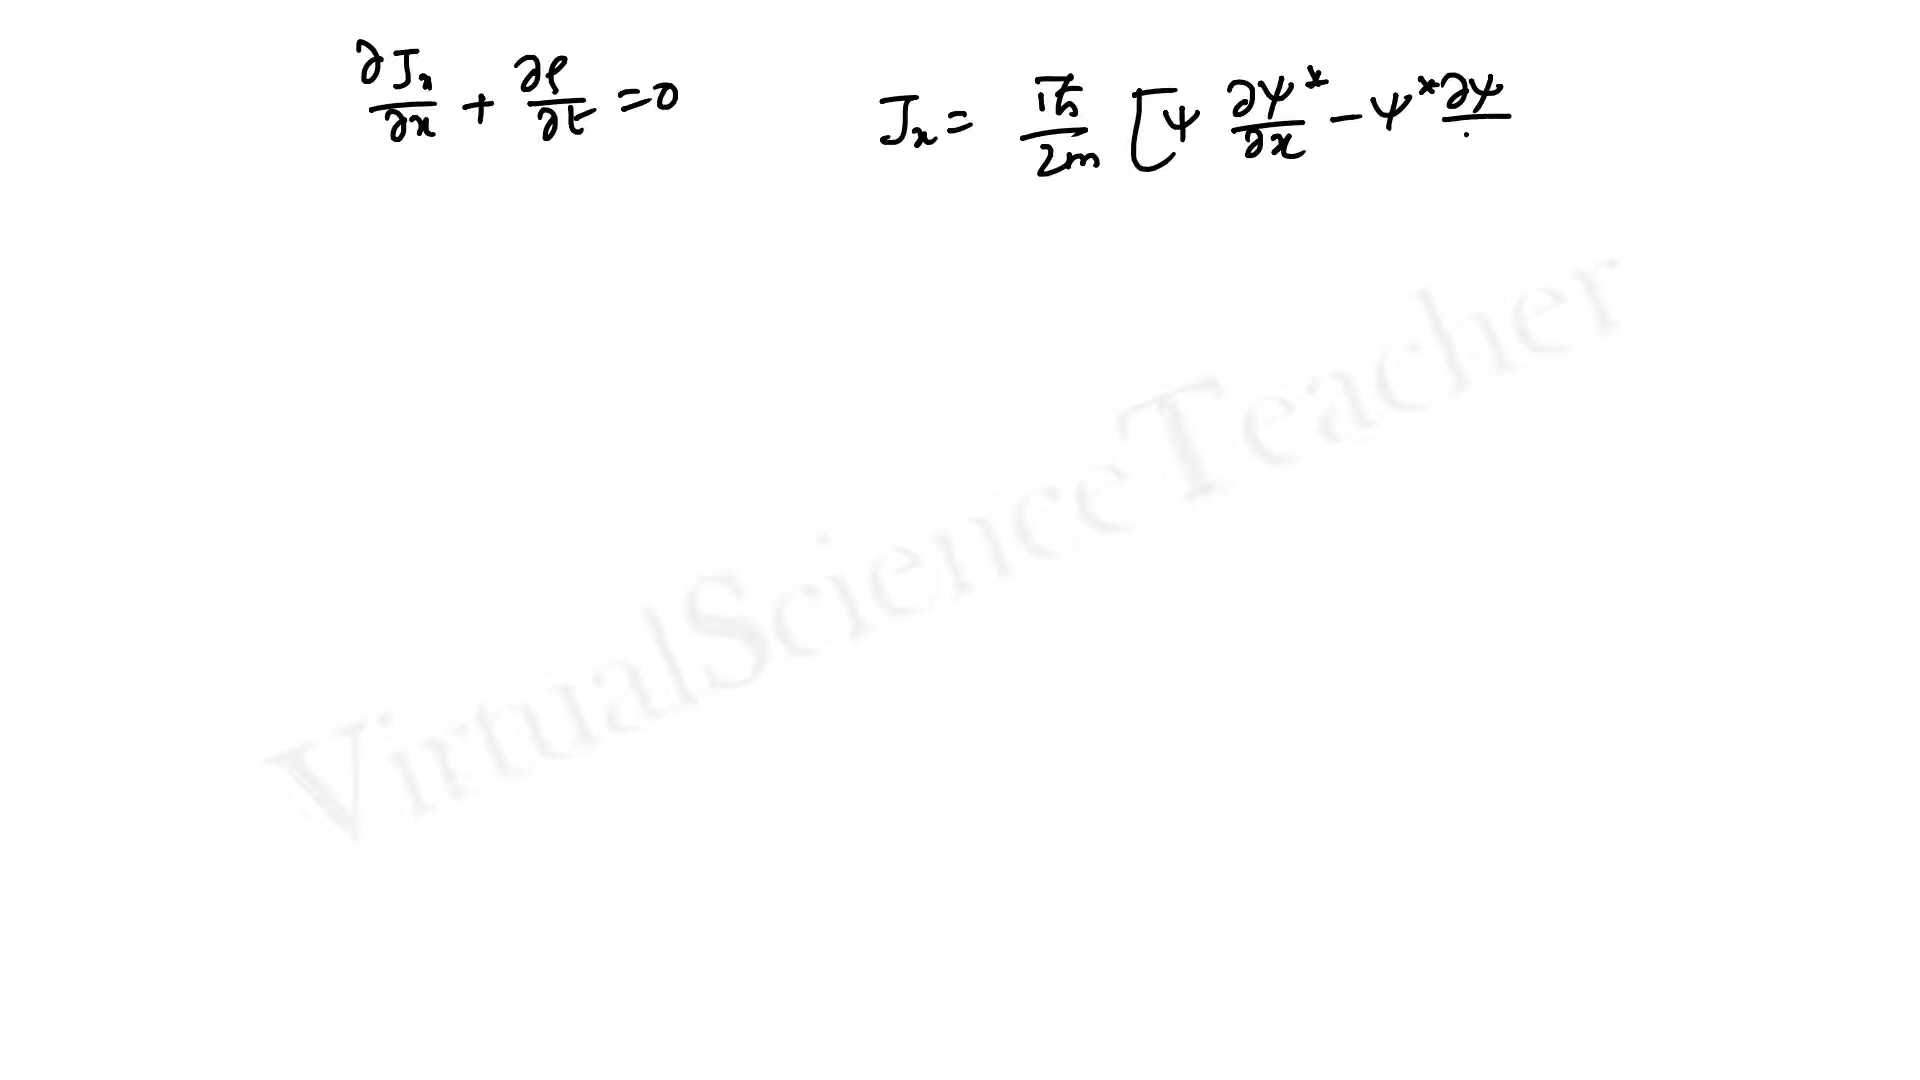 ∂Jₓ/∂x + ∂ρ/∂t = 0
Jₓ = iħ/2m [ψ ∂ψ*/∂x − ψ* ∂ψ/
VirtualScienceTeacher